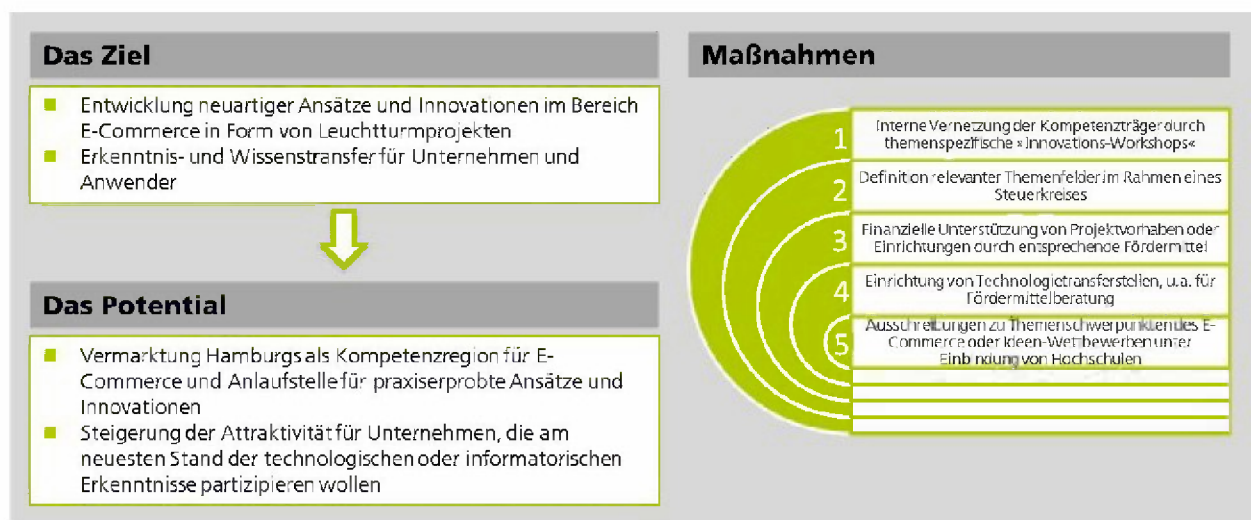 Das Ziel
Entwicklung neuartiger Ansätze und Innovationen im Bereich
E-Commerce in Form von Leuchtturmprojekten
Erkenntnis- und Wissenstransfer für Unternehmen und
Anwender
Das Potential
Vermarktung Hamburgs als Kompetenzregion für E-
Commerce und Anlaufstelle für praxiserprobte Ansätze und
Innovationen
Steigerung der Attraktivität für Unternehmen, die am
neuesten Stand der technologischen oder informatorischen
Erkenntnisse partizipieren wollen
Maßnahmen
1
Interne Vernetzung der Kompetenzträger durch
themenspezifische »Innovations-Workshops«
2
Definition relevanter Themenfelder im Rahmen eines
Steuerkreises
3
Finanzielle Unterstützung von Projektvorhaben oder
Einrichtungen durch entsprechende Fördermittel
4
Einrichtung von Technologietransferstellen, u.a. für
Fördermittelberatung
5
Ausschreibungen zu Themenschwerpunkten des E-
Commerce oder Ideen-Wettbewerben unter
Einbindung von Hochschulen